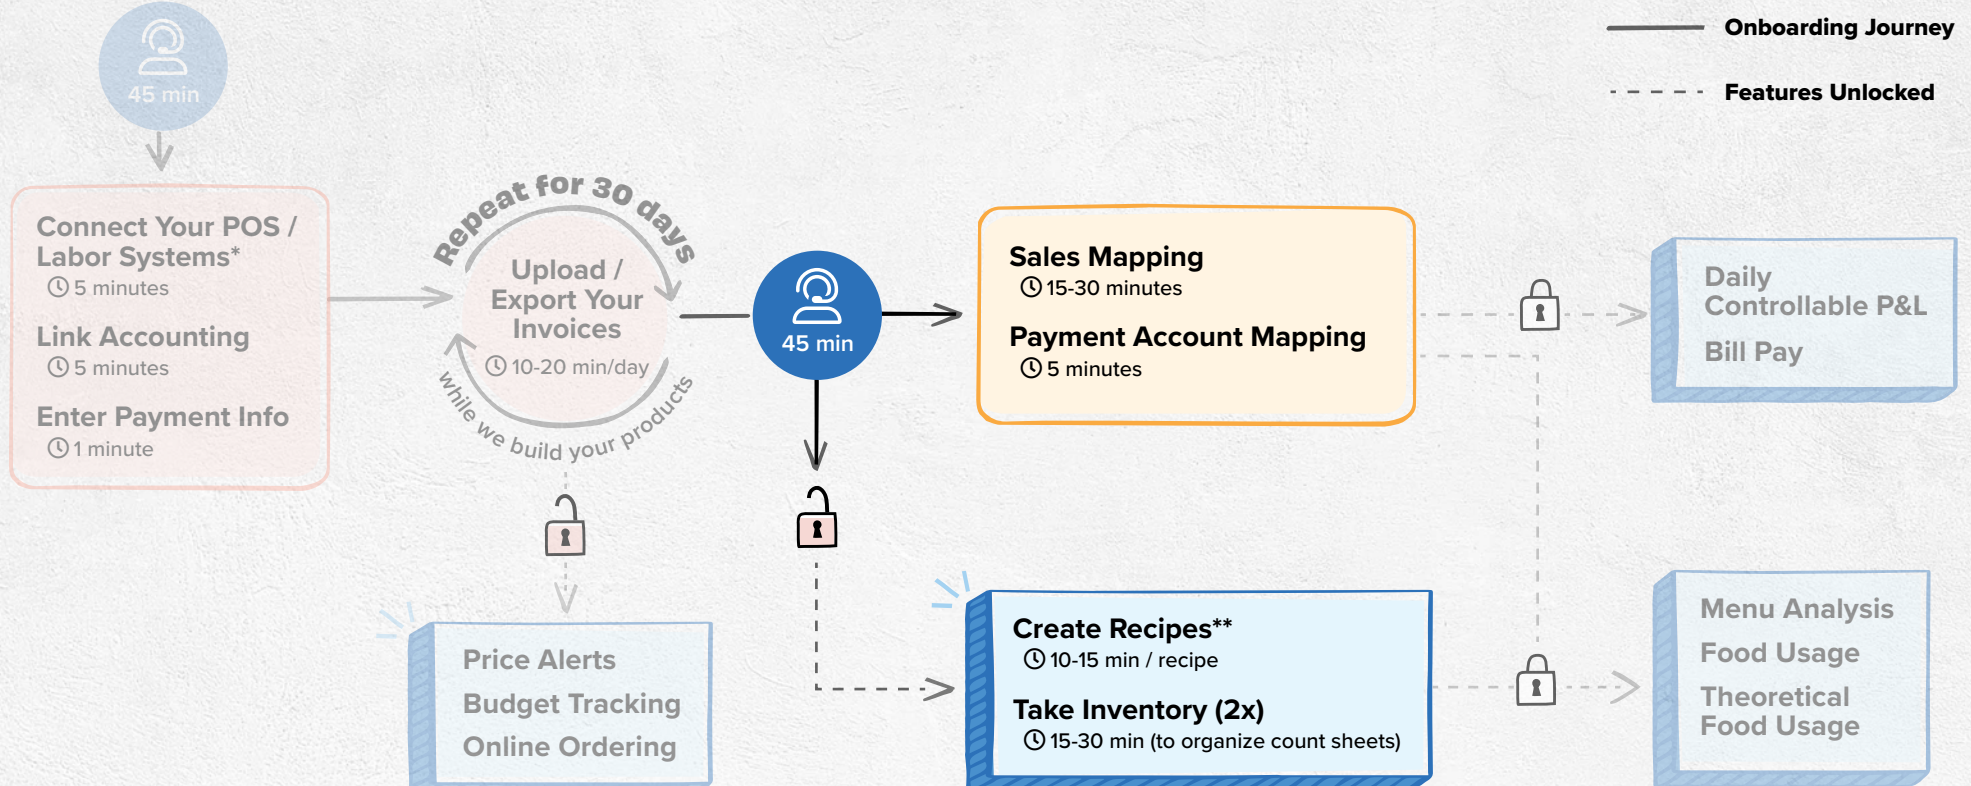 45 min
Onboarding Journey
Features Unlocked
Connect Your POS /
Labor Systems*
5 minutes
Link Accounting
5 minutes
Enter Payment Info
1 minute
Repeat for 30 days
Upload /
Export Your
Invoices
10-20 min/day
while we build your products
45 min
Sales Mapping
15-30 minutes
Payment Account Mapping
5 minutes
Daily
Controllable P&L
Bill Pay
Price Alerts
Budget Tracking
Online Ordering
Create Recipes**
10-15 min / recipe
Take Inventory (2x)
15-30 min (to organize count sheets)
Menu Analysis
Food Usage
Theoretical
Food Usage